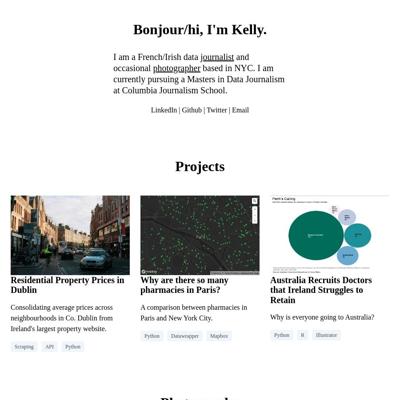 Bonjour/hi, I'm Kelly.
I am a French/Irish data journalist and
occasional photographer based in NYC. I am
currently pursuing a Masters in Data Journalism
at Columbia Journalism School.
LinkedIn | Github | Twitter | Email
Projects
Residential Property Prices in
Dublin
Consolidating average prices across
neighbourhoods in Co. Dublin from
Ireland's largest property website.
Scraping API Python
Why are there so many
pharmacies in Paris?
A comparison between pharmacies in
Paris and New York City.
Python Datawrapper Mapbox
Australia Recruits Doctors
that Ireland Struggles to
Retain
Why is everyone going to Australia?
Python R Illustrator